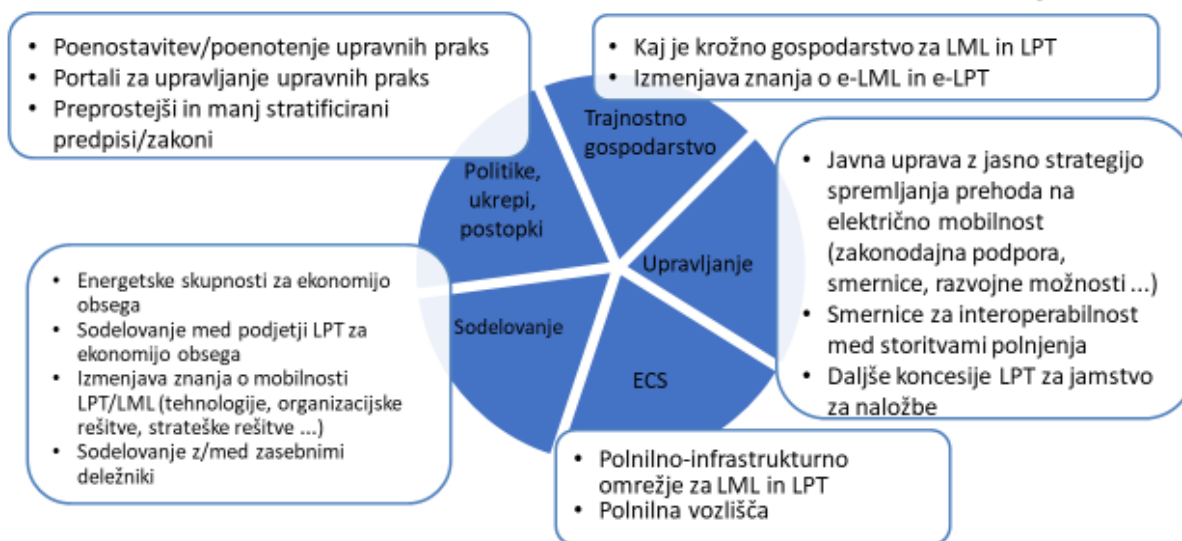 • Poenostavitev/poenotenje upravnih praks
• Portali za upravljanje upravnih praks
• Preprostejši in manj stratificirani
predpisi/zakoni
• Kaj je krožno gospodarstvo za LML in LPT
• Izmenjava znanja o e-LML in e-LPT
Trajnostno
gospodarstvo
Politike,
ukrepi,
postopki
Upravljanje
Sodelovanje
ECS
• Javna uprava z jasno strategijo
spremljanja prehoda na
električno mobilnost
(zakonodajna podpora,
smernice, razvojne možnosti ...)
• Smernice za interoperabilnost
med storitvami polnjenja
• Daljše koncesije LPT za jamstvo
za naložbe
• Energetske skupnosti za ekonomijo
obsega
• Sodelovanje med podjetji LPT za
ekonomijo obsega
• Izmenjava znanja o mobilnosti
LPT/LML (tehnologije, organizacijske
rešitve, strateške rešitve ...)
• Sodelovanje z/med zasebnimi
deležniki
• Polnilno-infrastrukturno
omrežje za LML in LPT
• Polnilna vozlišča